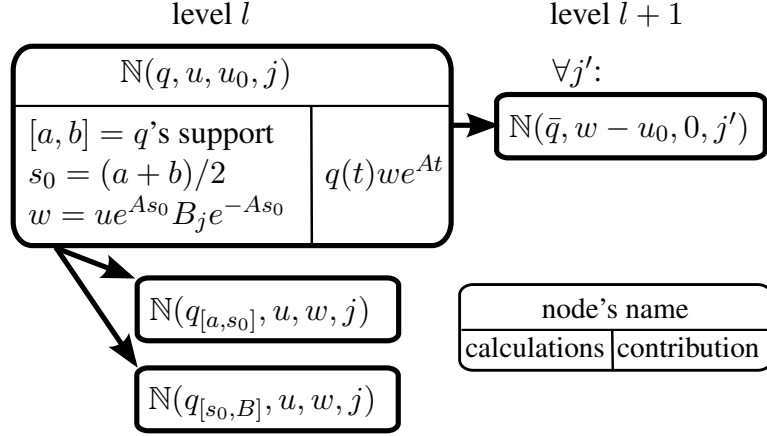 level l
level l + 1
ℕ(q, u, u₀, j)
[a, b] = q's support
s₀ = (a + b)/2
w = ue^{As₀}B_je^{−As₀}
q(t)we^{At}
∀j′:
ℕ(q̄, w − u₀, 0, j′)
ℕ(q_{[a,s₀]}, u, w, j)
ℕ(q_{[s₀,B]}, u, w, j)
node's name
calculations
contribution